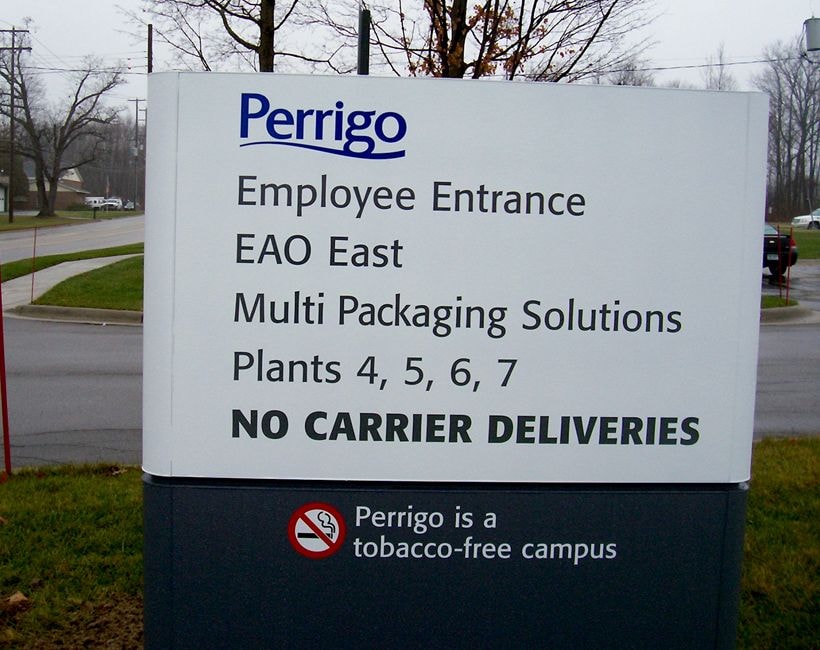 Perrigo
Employee Entrance
EAO East
Multi Packaging Solutions
Plants 4, 5, 6, 7
NO CARRIER DELIVERIES
Perrigo is a
tobacco-free campus